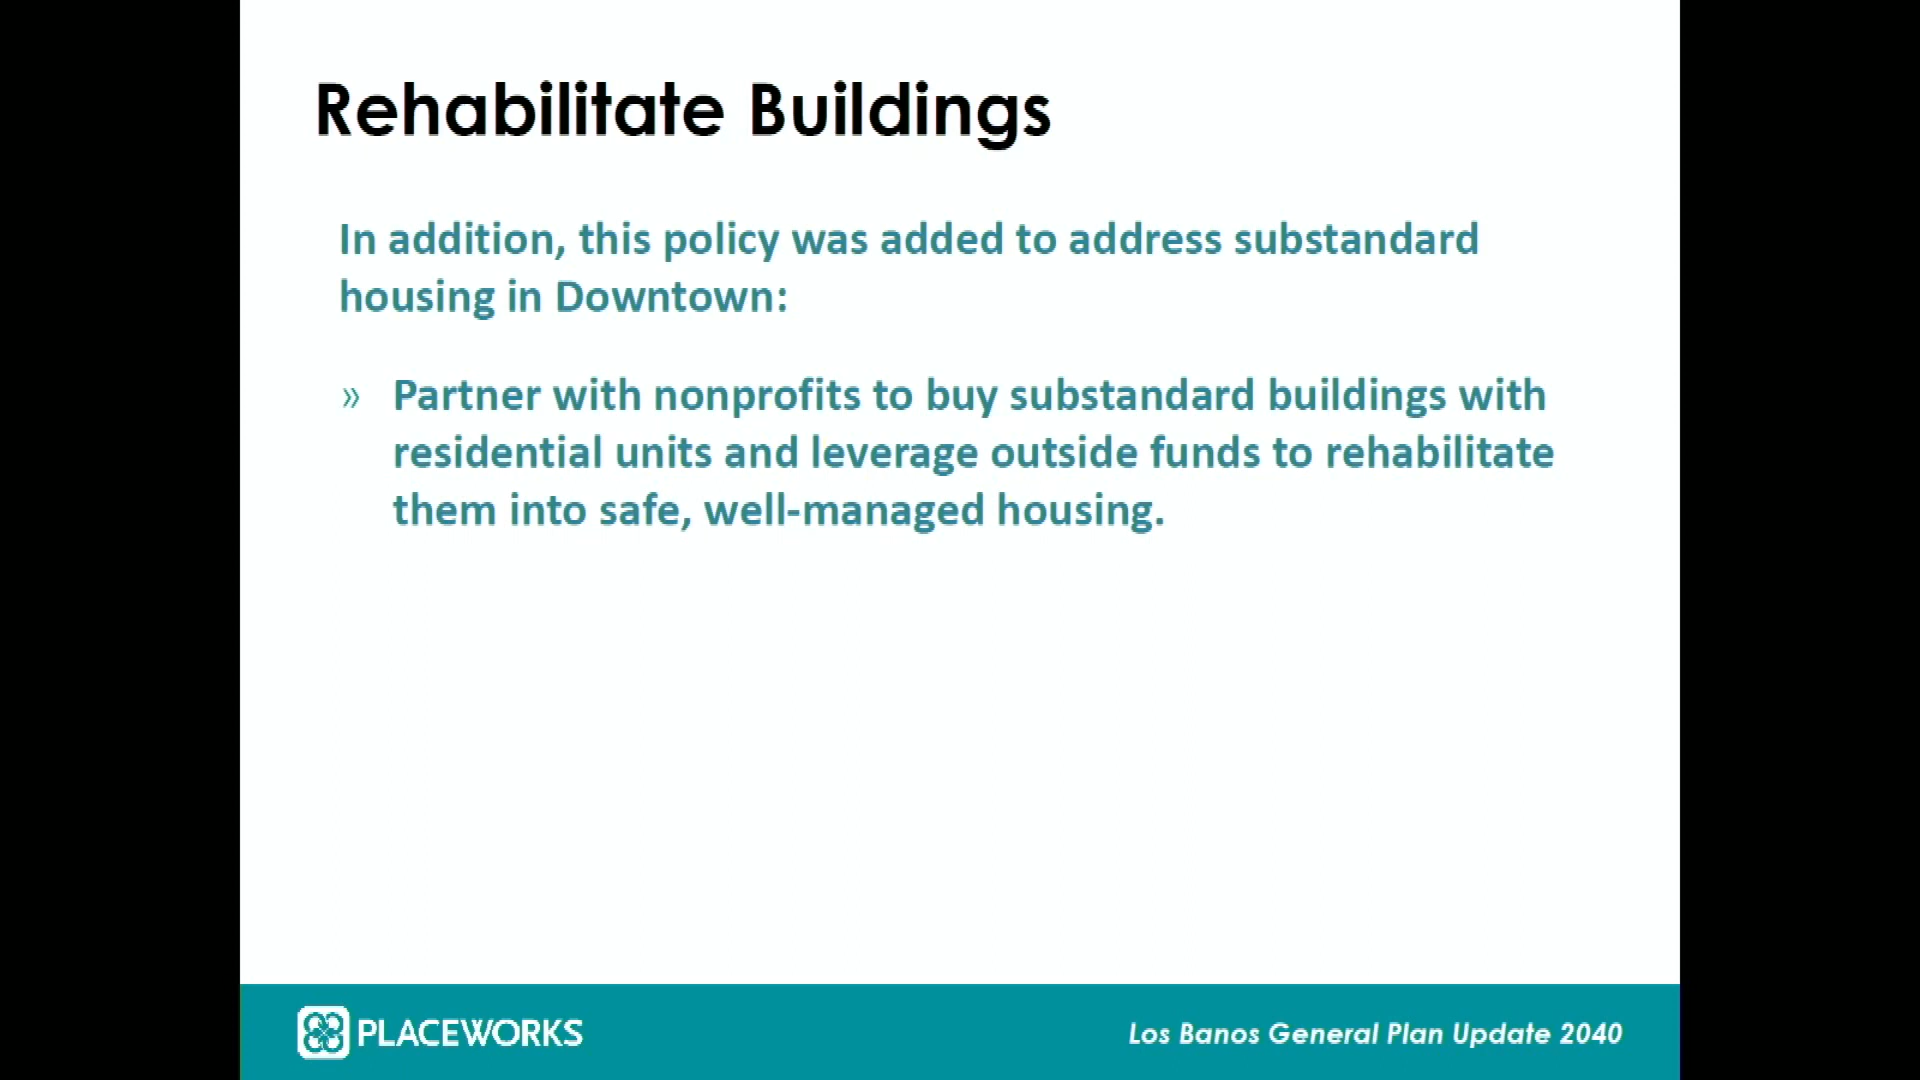 Rehabilitate Buildings
In addition, this policy was added to address substandard
housing in Downtown:
» Partner with nonprofits to buy substandard buildings with
residential units and leverage outside funds to rehabilitate
them into safe, well-managed housing.
PLACEWORKS
Los Banos General Plan Update 2040